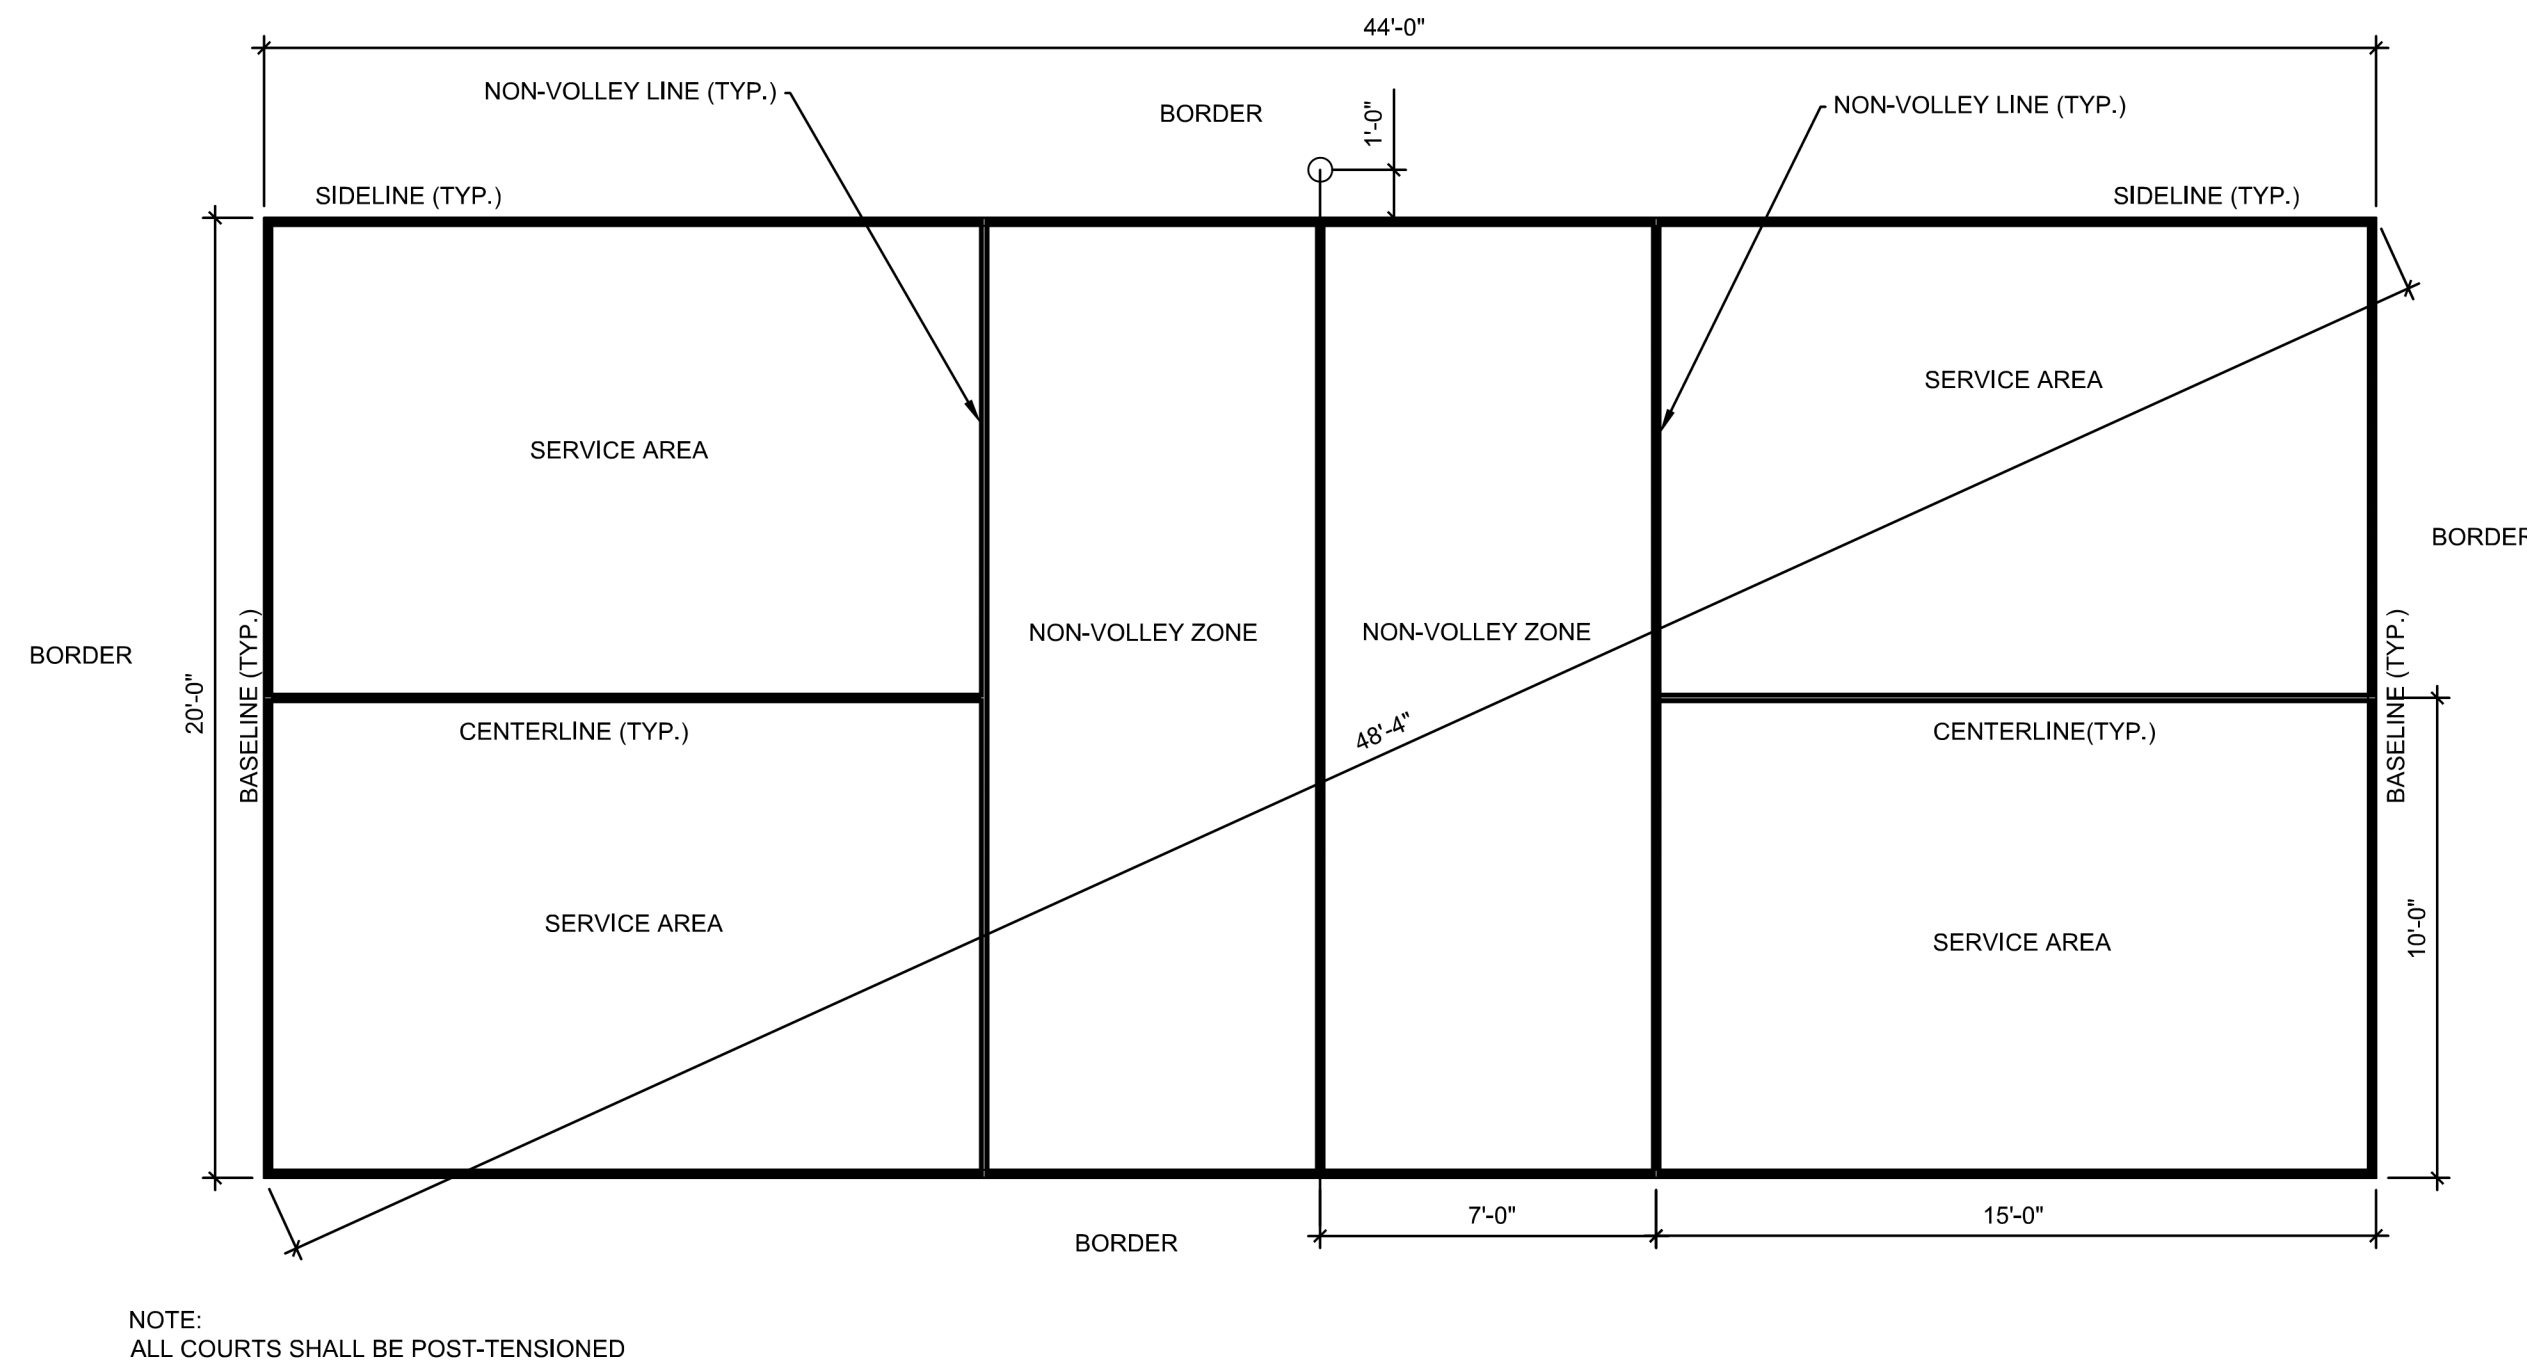 44'-0"
NON-VOLLEY LINE (TYP.)
BORDER
1'-0"
NON-VOLLEY LINE (TYP.)
SIDELINE (TYP.)
SIDELINE (TYP.)
SERVICE AREA
SERVICE AREA
BORDER
NON-VOLLEY ZONE
NON-VOLLEY ZONE
BORDER
20'-0"
BASELINE (TYP.)
BASELINE (TYP.)
CENTERLINE (TYP.)
48'-4"
CENTERLINE(TYP.)
SERVICE AREA
SERVICE AREA
10'-0"
7'-0"
15'-0"
BORDER
NOTE:
ALL COURTS SHALL BE POST-TENSIONED